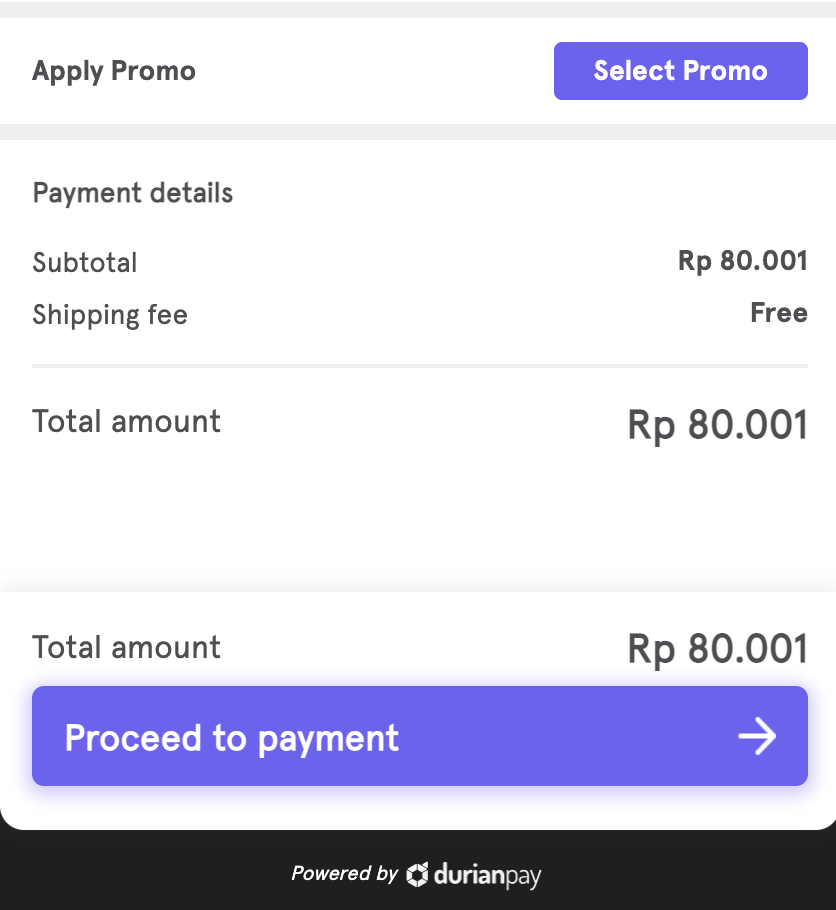 Apply Promo
Select Promo
Payment details
Subtotal Rp 80.001
Shipping fee Free
Total amount Rp 80.001
Total amount Rp 80.001
Proceed to payment
Powered by durianpay